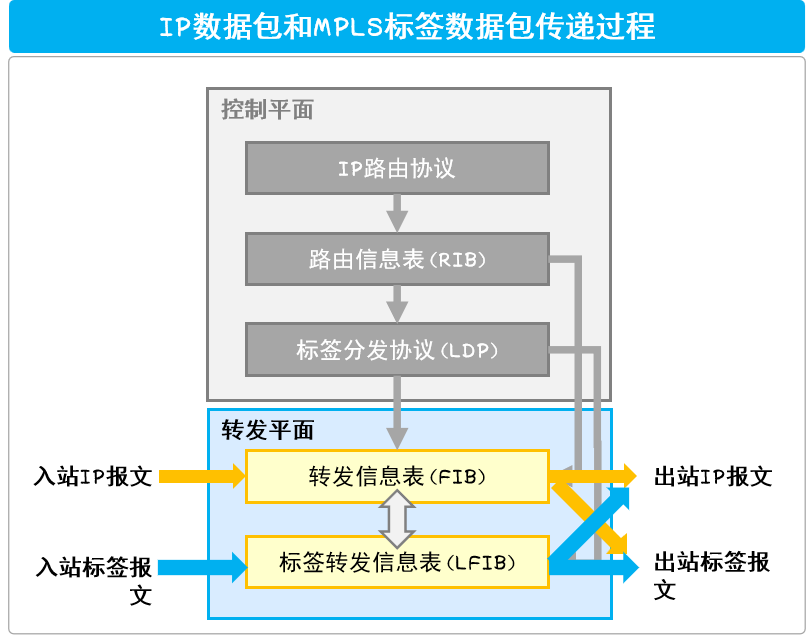 IP数据包和MPLS标签数据包传递过程
控制平面
IP路由协议
路由信息表(RIB)
标签分发协议(LDP)
转发平面
入站IP报文
转发信息表(FIB)
出站IP报文
入站标签报
文
标签转发信息表(LFIB)
出站标签报
文